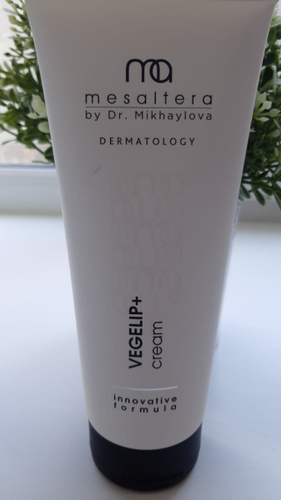 ma
mesaltera
by Dr. Mikhaylova
DERMATOLOGY
VEGELIP+
cream
innovative
formula